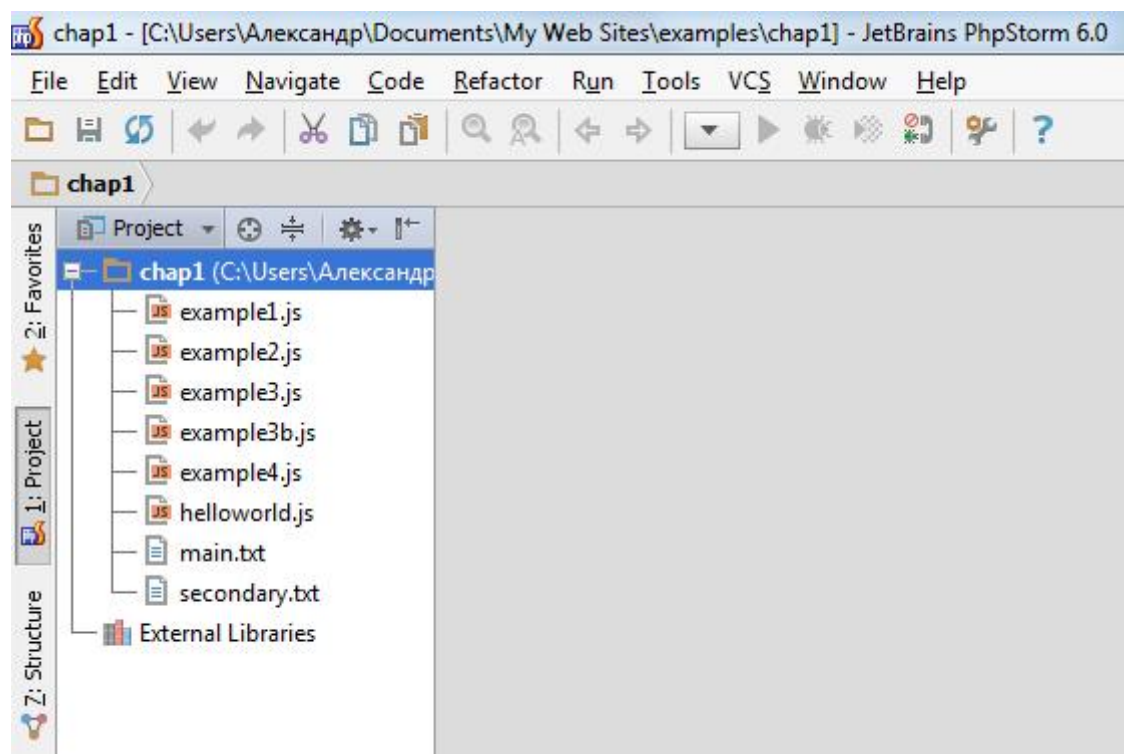 chap1 - [C:\Users\Александр\Documents\My Web Sites\examples\chap1] - JetBrains PhpStorm 6.0
File Edit View Navigate Code Refactor Run Tools VCS Window Help
chap1
Project
chap1 (C:\Users\Александр
example1.js
example2.js
example3.js
example3b.js
example4.js
helloworld.js
main.txt
secondary.txt
External Libraries
2: Favorites
1: Project
7: Structure